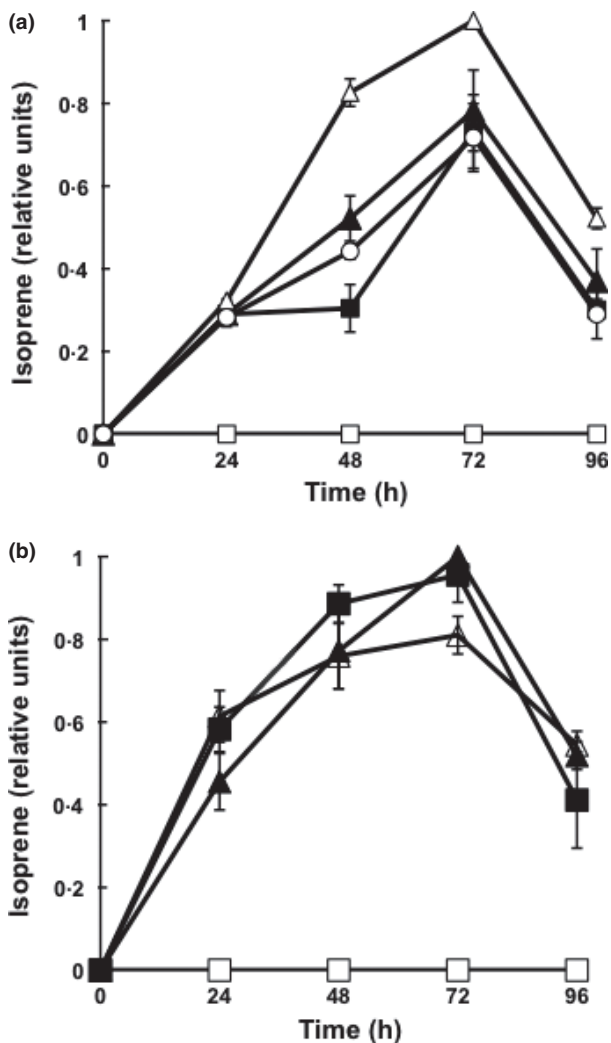 (a)
Isoprene (relative units)
1
0·8
0·6
0·4
0·2
0
0 24 48 72 96
Time (h)
(b)
Isoprene (relative units)
1
0·8
0·6
0·4
0·2
0
0 24 48 72 96
Time (h)